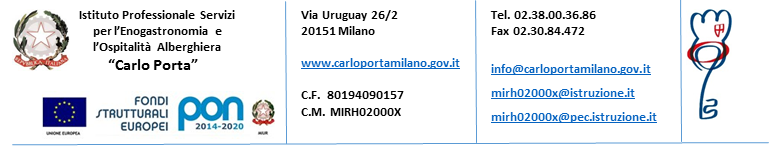 Istituto Professionale Servizi
per l'Enogastronomia e
l'Ospitalità Alberghiera
"Carlo Porta"
UNIONE EUROPEA
FONDI
STRUTTURALI
EUROPEI
pon
2014-2020
MIUR
Via Uruguay 26/2
20151 Milano
www.carloportamilano.gov.it
C.F. 80194090157
C.M. MIRH02000X
Tel. 02.38.00.36.86
Fax 02.30.84.472
info@carloportamilano.gov.it
mirh02000x@istruzione.it
mirh02000x@pec.istruzione.it